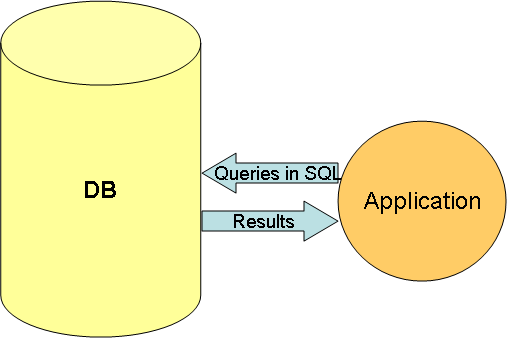 DB
Queries in SQL
Results
Application